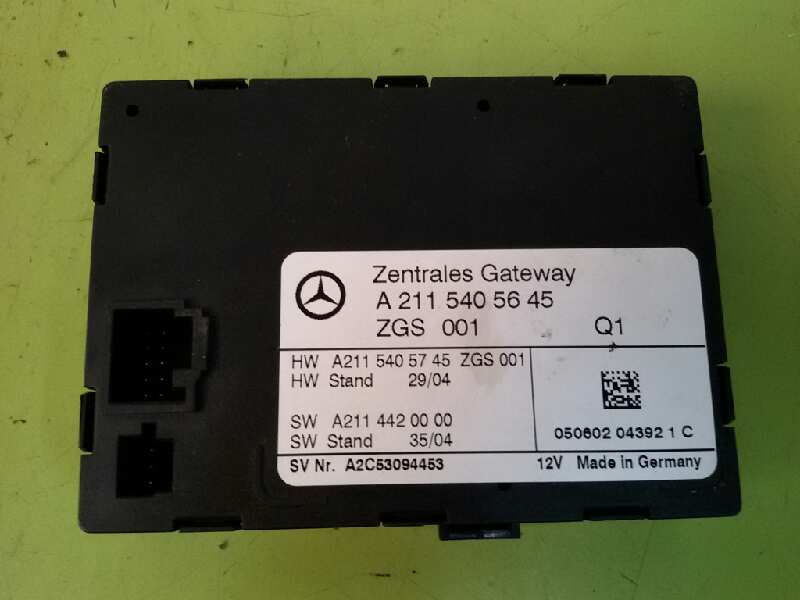 Zentrales Gateway
A 211 540 56 45
ZGS 001 Q1
HW A211 540 57 45 ZGS 001
HW Stand 29/04
SW A211 442 00 00
SW Stand 35/04
050602 04392 1 C
SV Nr. A2C53094453 12V Made in Germany